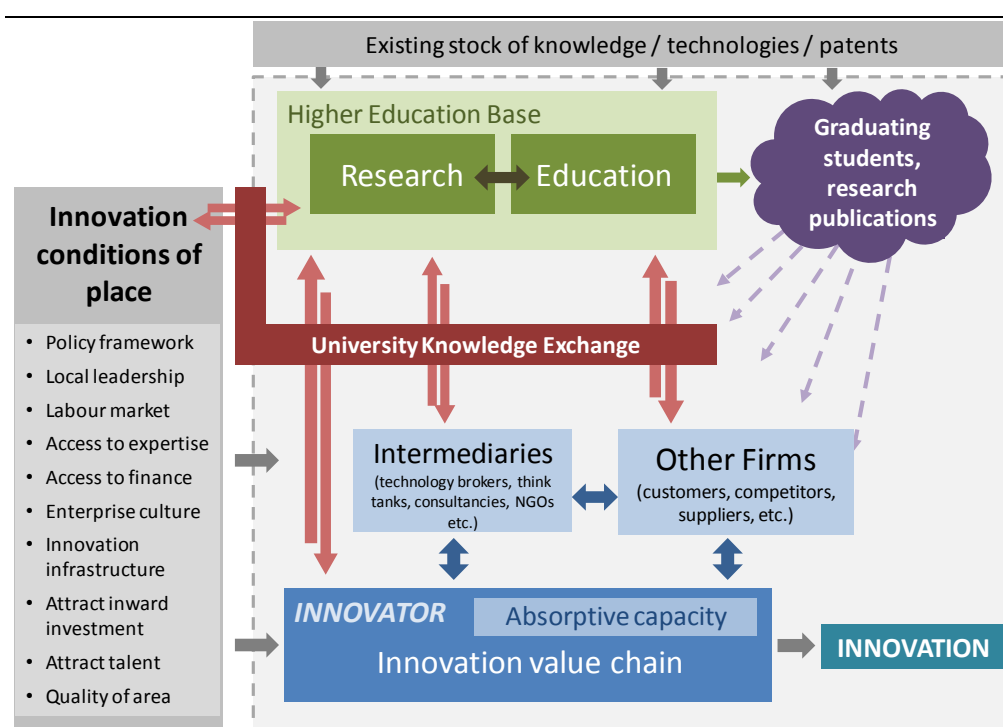 Existing stock of knowledge / technologies / patents
Higher Education Base
Research
Education
Graduating
students,
research
publications
Innovation
conditions of
place
• Policy framework
• Local leadership
• Labour market
• Access to expertise
• Access to finance
• Enterprise culture
• Innovation
infrastructure
• Attract inward
investment
• Attract talent
• Quality of area
University Knowledge Exchange
Intermediaries
(technology brokers, think
tanks, consultancies, NGOs
etc.)
Other Firms
(customers, competitors,
suppliers, etc.)
INNOVATOR
Absorptive capacity
Innovation value chain
INNOVATION